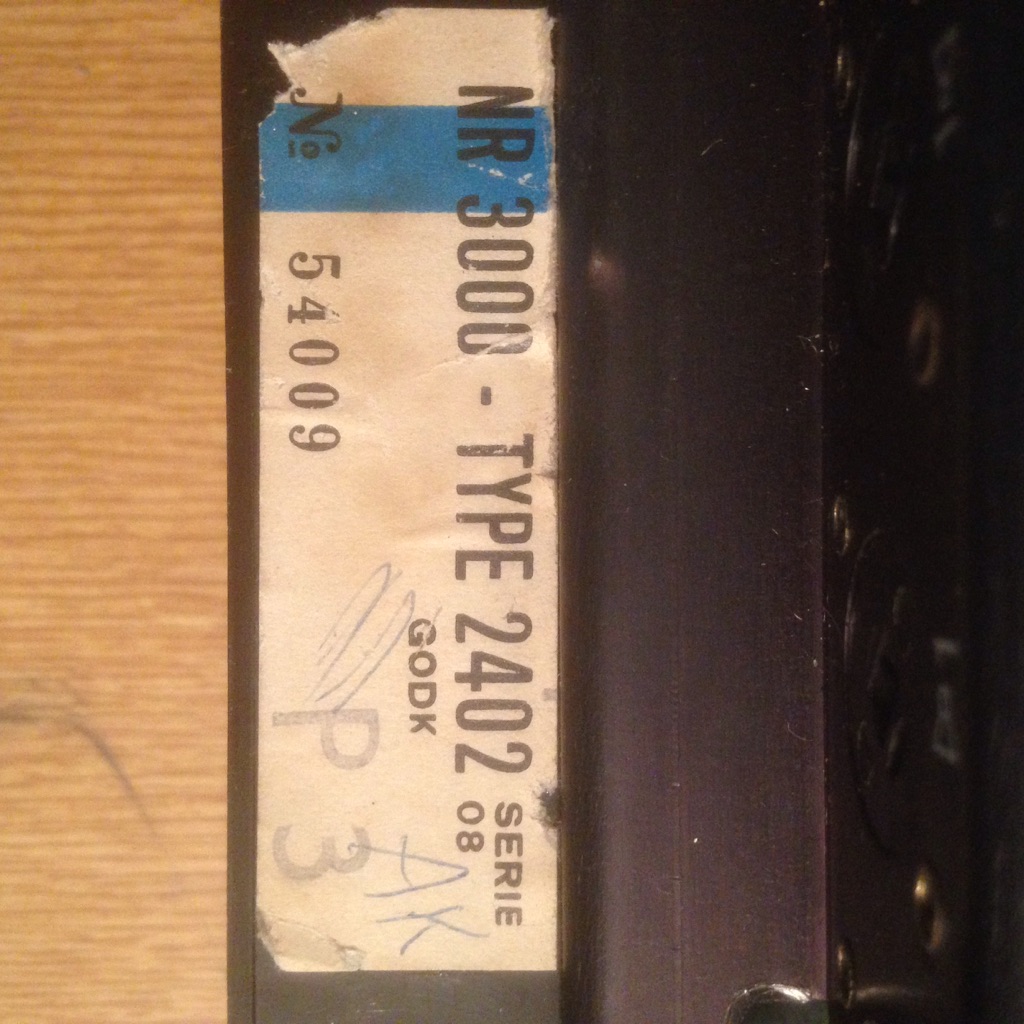 NR 3000 - TYPE 2402 SERIE 08
GODK
No 54009
P 3
AK